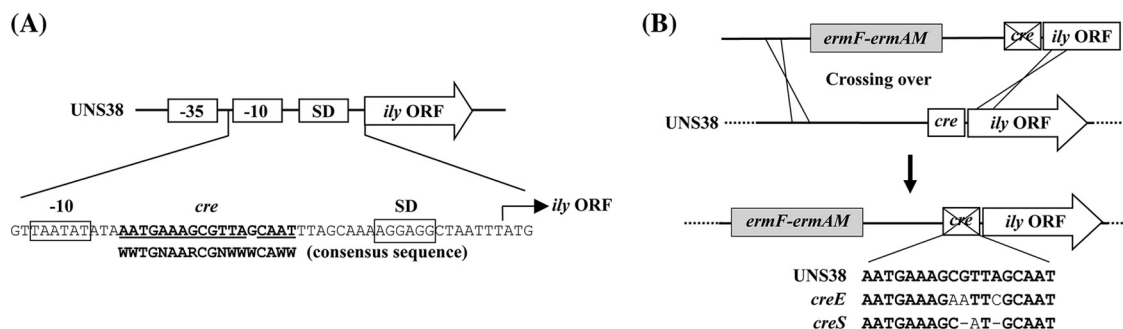 (A)
UNS38 -35 -10 SD ily ORF
-10 cre SD ily ORF
GTTAATATATAAATGAAAGCGTTAGCAATTTAGCAAAAGGAGGCTAATTTATG
WWTGNAARCGNWWWCAWW (consensus sequence)
(B)
ermF-ermAM cre ily ORF
Crossing over
UNS38 cre ily ORF
ermF-ermAM cre ily ORF
UNS38 AATGAAAGCGTTAGCAAT
creE AATGAAAGAATTCGCAAT
creS AATGAAAGC-AT-GCAAT